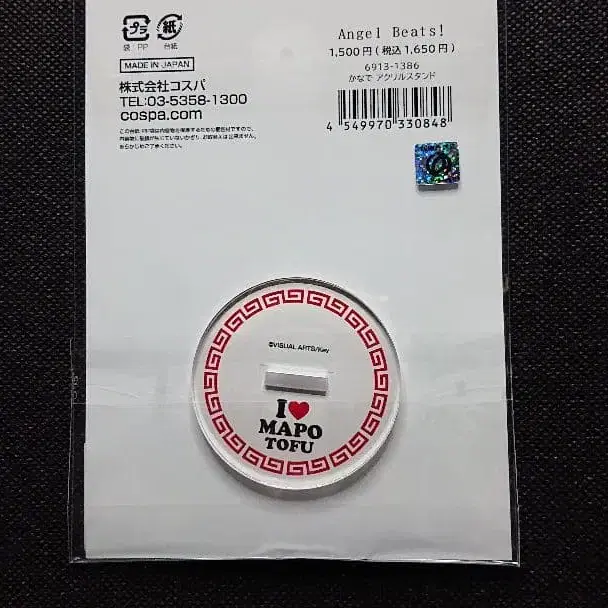 プラ
紙
袋:PP
台紙
MADE IN JAPAN
株式会社コスパ
TEL:03-5358-1300
cospa.com
Angel Beats!
1,500円(税込1,650円)
6913-1386
かなで アクリルスタンド
4 549970 330848
©VISUAL ARTS/Key
I♥
MAPO
TOFU